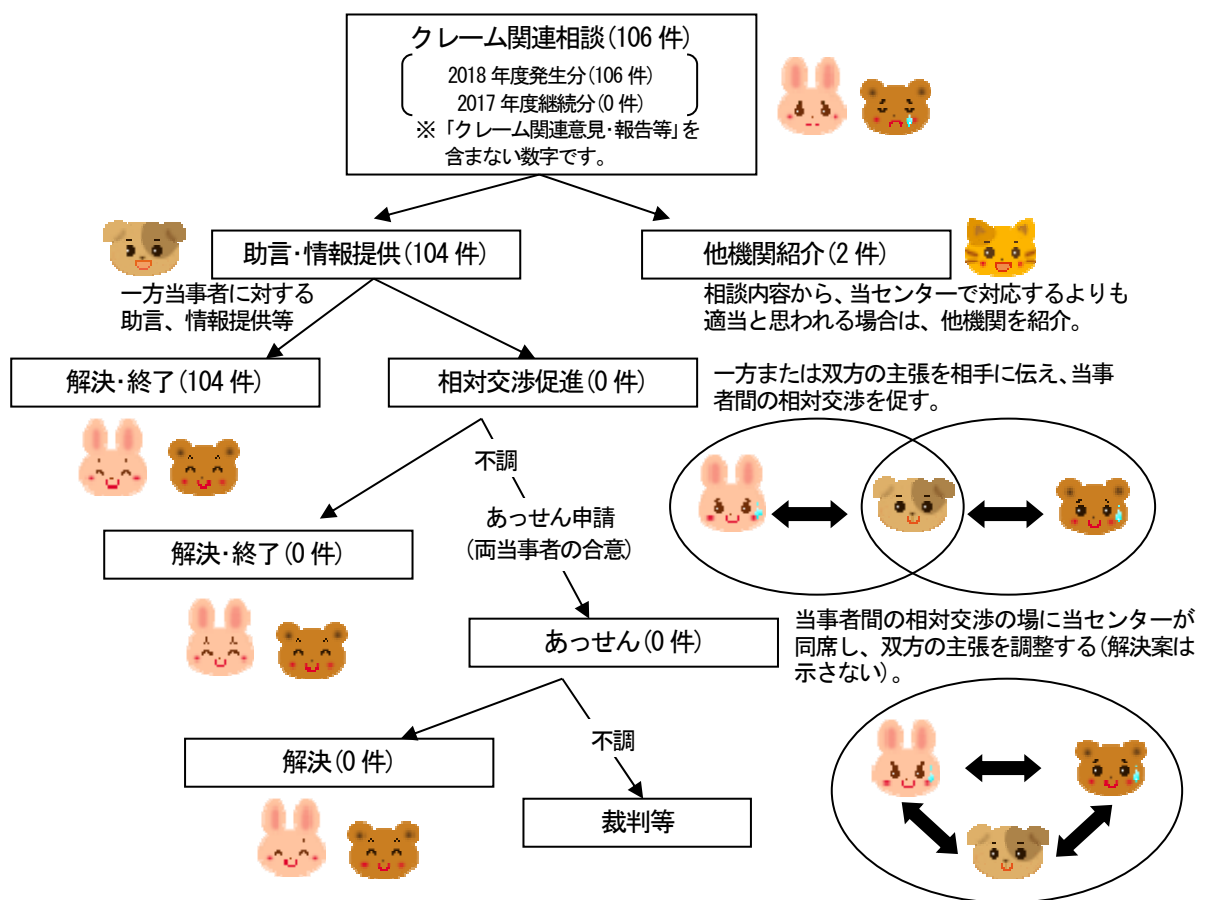 クレーム関連相談(106 件)
2018 年度発生分(106 件)
2017 年度継続分(0 件)
※「クレーム関連意見・報告等」を
含まない数字です。
助言・情報提供(104 件)
他機関紹介(2 件)
一方当事者に対する
助言、情報提供等
相談内容から、当センターで対応するよりも
適当と思われる場合は、他機関を紹介。
解決・終了(104 件)
相対交渉促進(0 件)
一方または双方の主張を相手に伝え、当事
者間の相対交渉を促す。
不調
あっせん申請
(両当事者の合意)
解決・終了(0 件)
あっせん(0 件)
当事者間の相対交渉の場に当センターが
同席し、双方の主張を調整する(解決案は
示さない)。
解決(0 件)
不調
裁判等